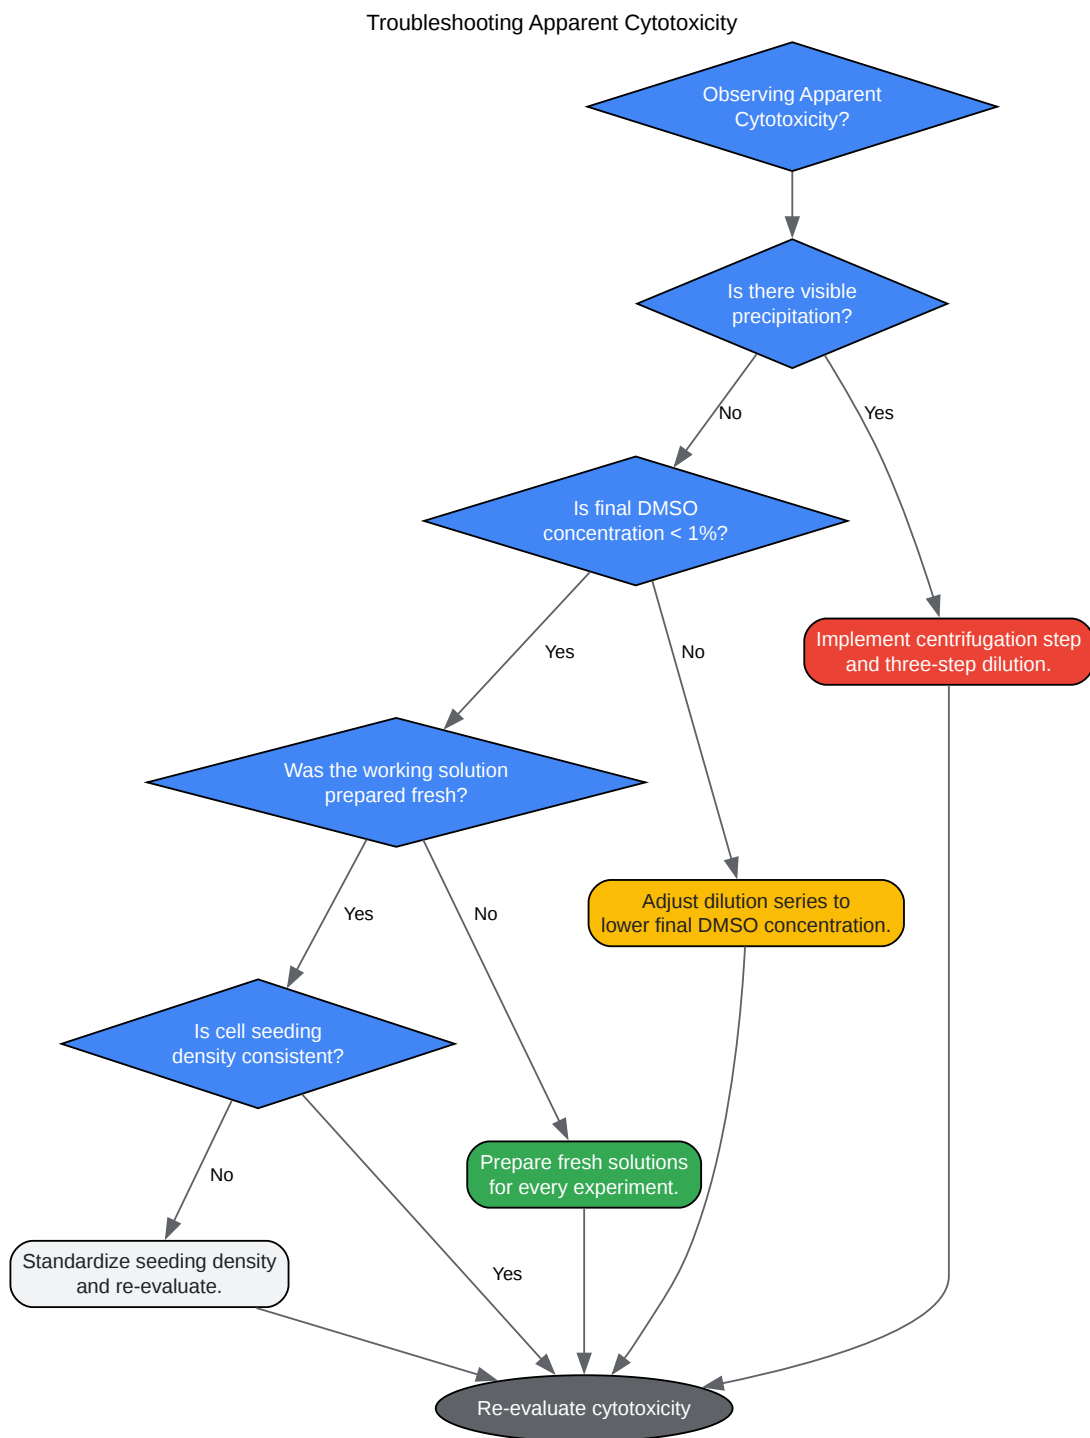 Troubleshooting Apparent Cytotoxicity
Observing Apparent
Cytotoxicity?
Is there visible
precipitation?
No
Yes
Is final DMSO
concentration < 1%?
Yes
No
Implement centrifugation step
and three-step dilution.
Was the working solution
prepared fresh?
Yes
No
Adjust dilution series to
lower final DMSO concentration.
Is cell seeding
density consistent?
No
Yes
Prepare fresh solutions
for every experiment.
Standardize seeding density
and re-evaluate.
Re-evaluate cytotoxicity